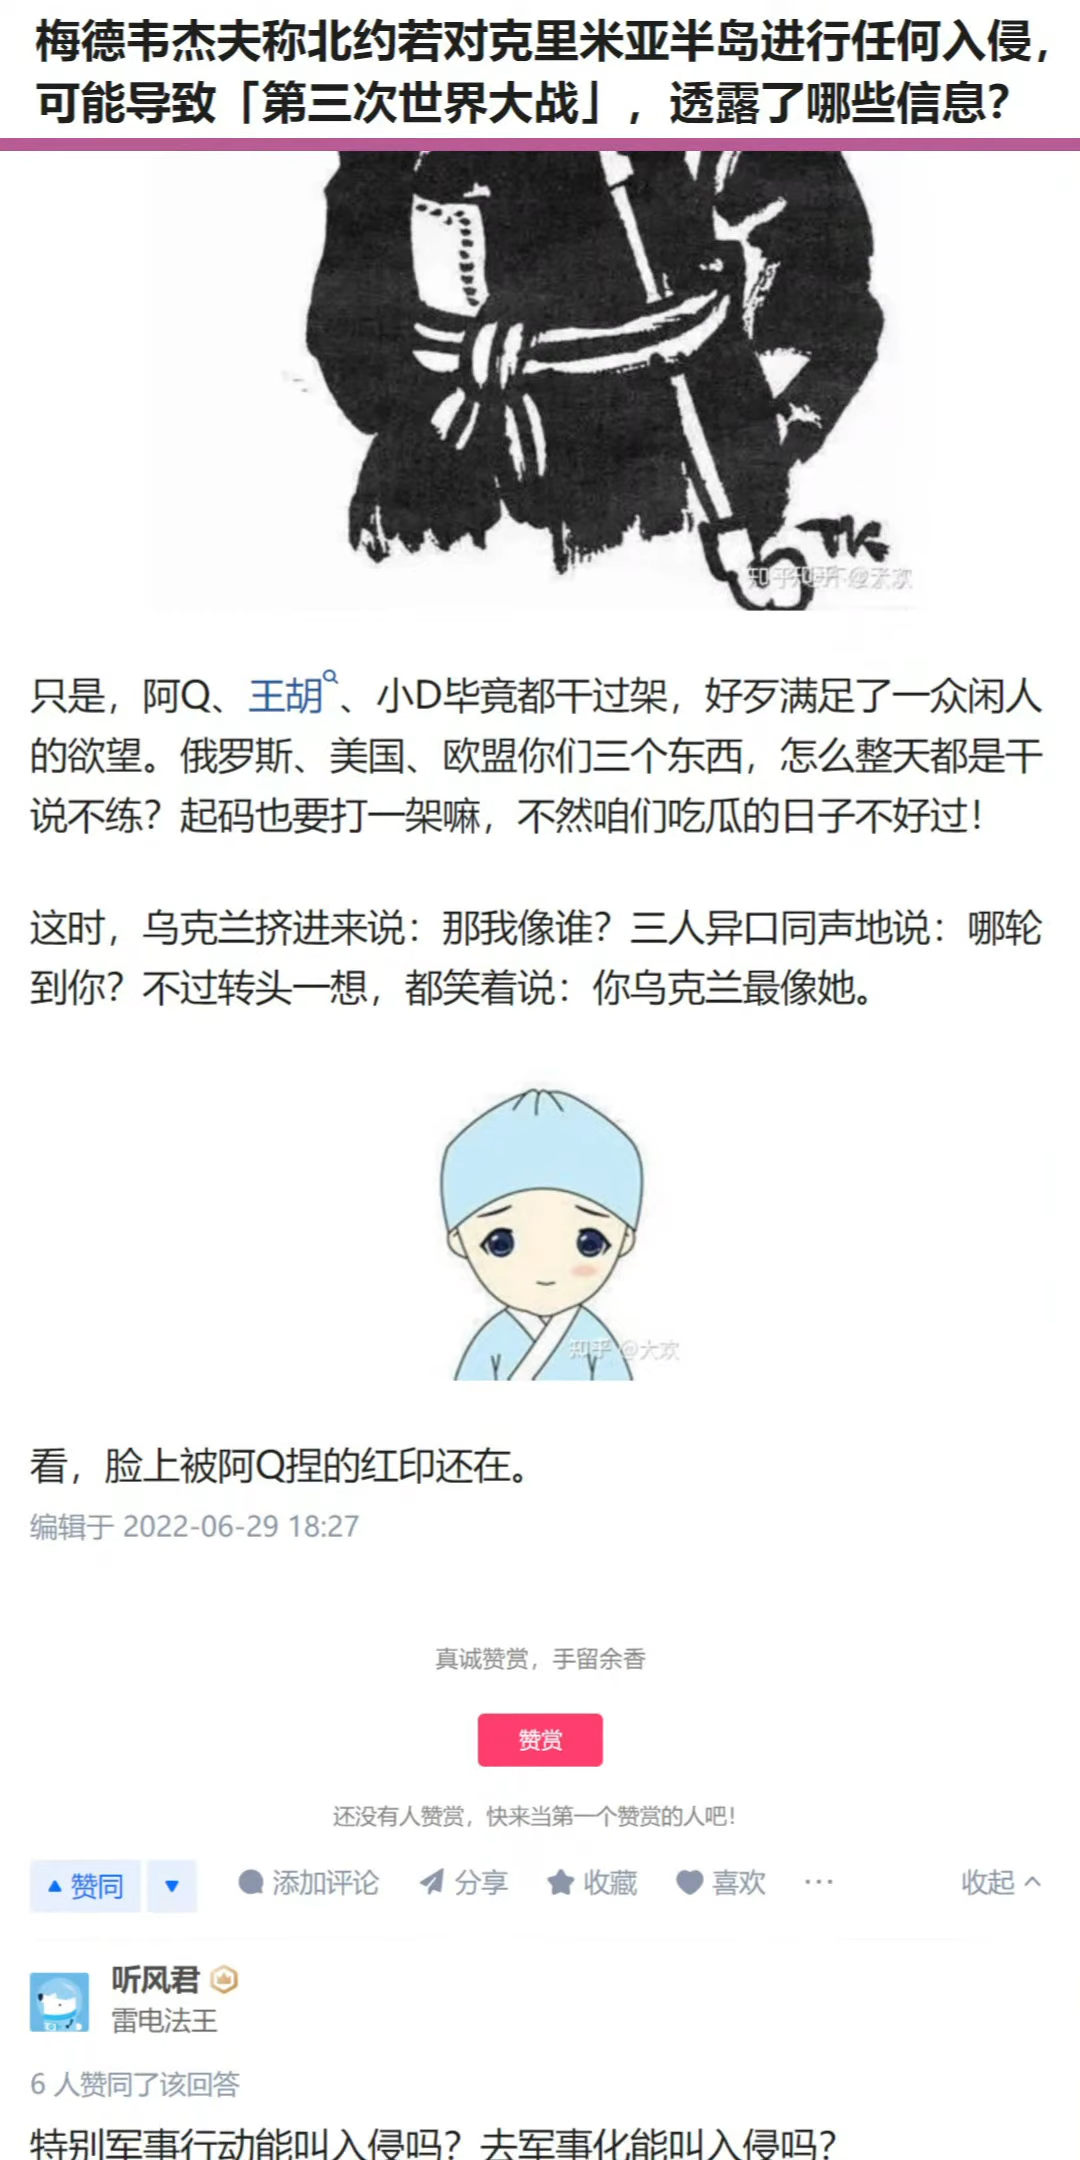 梅德韦杰夫称北约若对克里米亚半岛进行任何入侵，
可能导致「第三次世界大战」，透露了哪些信息？
TK
知乎 @大欢
只是，阿Q、王胡、小D毕竟都干过架，好歹满足了一众闲人
的欲望。俄罗斯、美国、欧盟你们三个东西，怎么整天都是干
说不练？起码也要打一架嘛，不然咱们吃瓜的日子不好过！
这时，乌克兰挤进来说：那我像谁？三人异口同声地说：哪轮
到你？不过转头一想，都笑着说：你乌克兰最像她。
知乎 @大欢
看，脸上被阿Q捏的红印还在。
编辑于 2022-06-29 18:27
真诚赞赏，手留余香
赞赏
还没有人赞赏，快来当第一个赞赏的人吧！
赞同 添加评论 分享 收藏 喜欢 ··· 收起
听风君
雷电法王
6 人赞同了该回答
特别军事行动能叫入侵吗？去军事化能叫入侵吗？